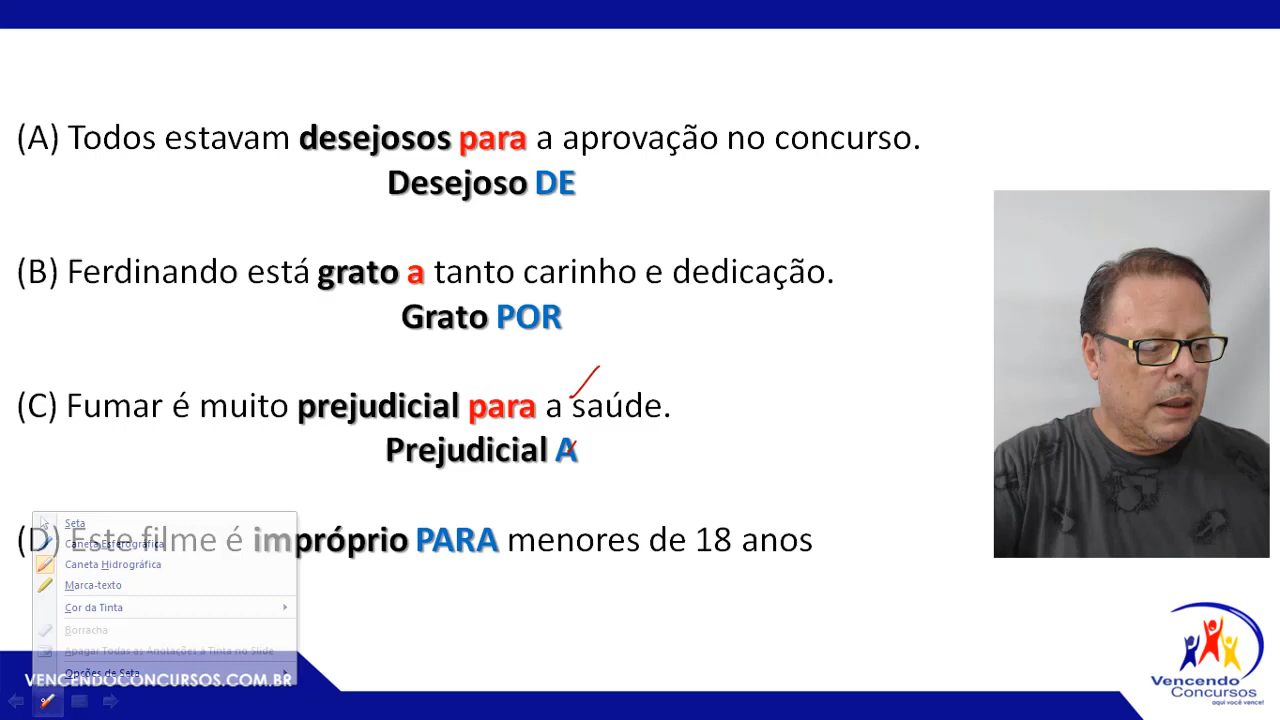 (A) Todos estavam desejosos para a aprovação no concurso.
Desejoso DE
(B) Ferdinando está grato a tanto carinho e dedicação.
Grato POR
(C) Fumar é muito prejudicial para a saúde.
Prejudicial A
(D) Este filme é impróprio PARA menores de 18 anos
Seta
Caneta Esferográfica
Caneta Hidrográfica
Marca-texto
Cor da Tinta
Borracha
Apagar Todas as Anotações à Tinta no Slide
Opções de Seta
VENCENDOCONCURSOS.COM.BR
Vencendo
Concursos
aqui você vence!